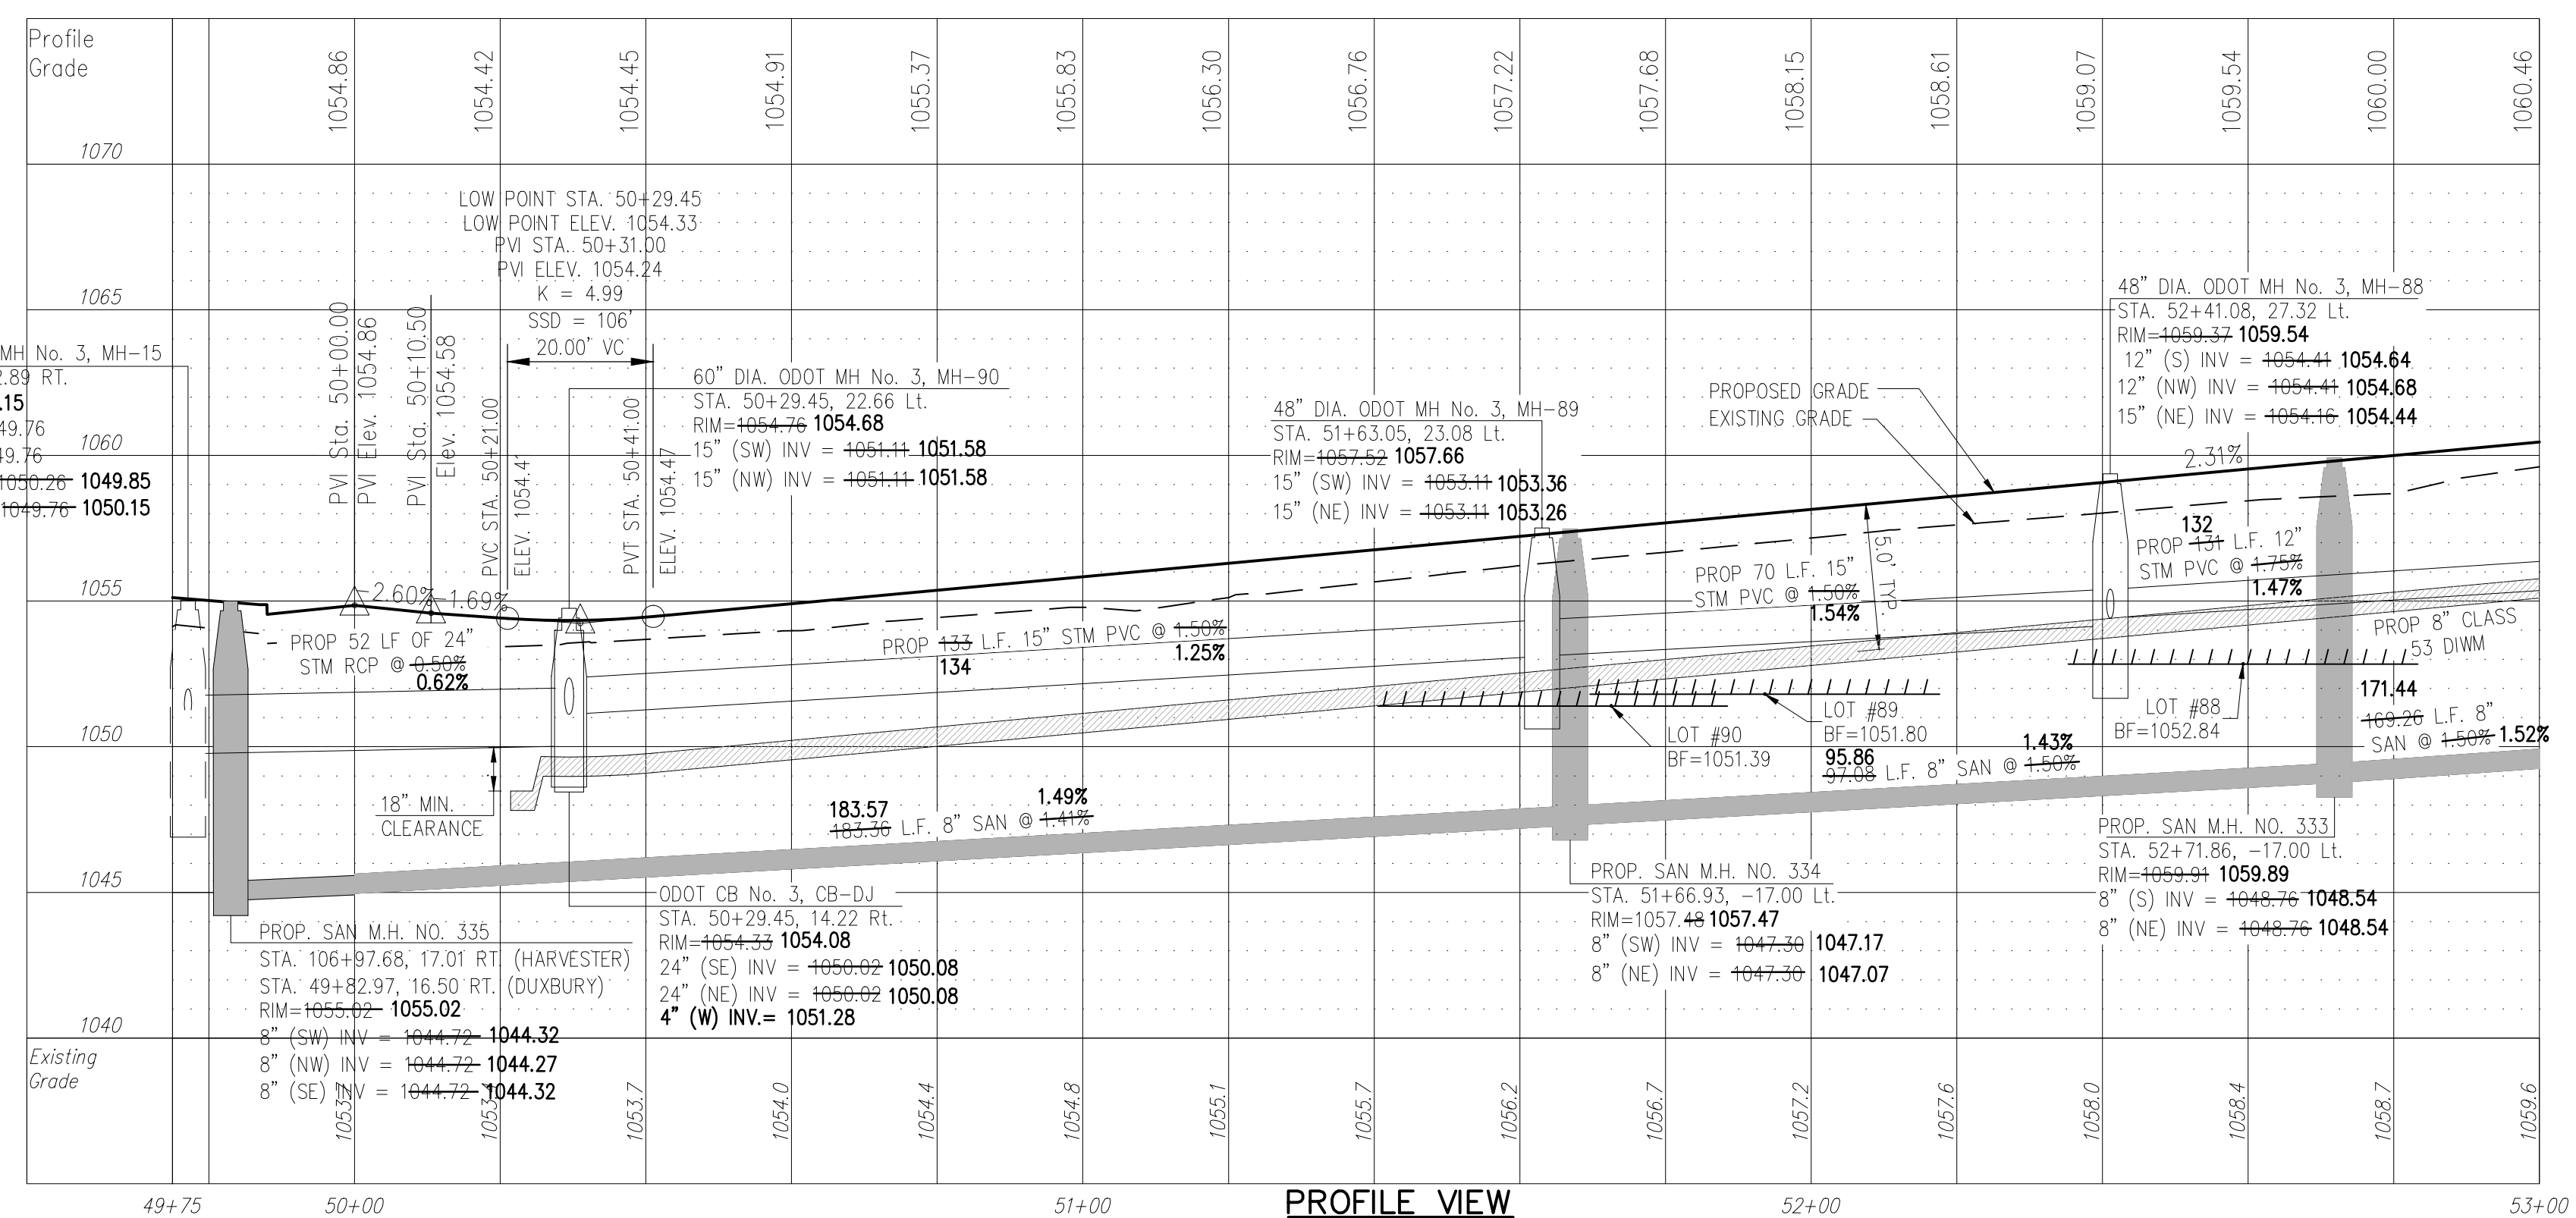 Profile
Grade
1054.86
1054.42
1054.45
1054.91
1055.37
1055.83
1056.30
1056.76
1057.22
1057.68
1058.15
1058.61
1059.07
1059.54
1060.00
1060.46
1070
1065
1060
1055
1050
1045
1040
LOW POINT STA. 50+29.45
LOW POINT ELEV. 1054.33
PVI STA. 50+31.00
PVI ELEV. 1054.24
K = 4.99
SSD = 106'
20.00' VC
PVI Sta. 50+00.00
PVI Elev. 1054.86
PVI Sta. 50+10.50
Elev. 1054.58
PVC STA. 50+21.00
ELEV. 1054.4
PVT STA. 50+41.00
ELEV. 1054.47
MH No. 3, MH-15
2.89 RT.
.15
49.76
49.76
1050.26 1049.85
1049.76 1050.15
60" DIA. ODOT MH No. 3, MH-90
STA. 50+29.45, 22.66 Lt.
RIM=1054.76 1054.68
15" (SW) INV = 1051.11 1051.58
15" (NW) INV = 1051.11 1051.58
48" DIA. ODOT MH No. 3, MH-89
STA. 51+63.05, 23.08 Lt.
RIM=1057.52 1057.66
15" (SW) INV = 1053.11 1053.36
15" (NE) INV = 1053.11 1053.26
PROPOSED GRADE
EXISTING GRADE
48" DIA. ODOT MH No. 3, MH-88
STA. 52+41.08, 27.32 Lt.
RIM=1059.37 1059.54
12" (S) INV = 1054.41 1054.64
12" (NW) INV = 1054.41 1054.68
15" (NE) INV = 1054.16 1054.44
2.31%
2.60%
-1.69%
PROP 52 LF OF 24"
STM RCP @ 0.50%
0.62%
PROP 133 L.F. 15" STM PVC @ 1.50%
134
1.25%
PROP 70 L.F. 15"
STM PVC @ 1.50%
1.54%
5.0' TYP.
132
PROP 131 L.F. 12"
STM PVC @ 1.75%
1.47%
PROP 8" CLASS
53 DIWM
18" MIN.
CLEARANCE
183.57
1.49%
183.36 L.F. 8" SAN @ 1.41%
LOT #90
BF=1051.39
LOT #89
BF=1051.80
95.86
1.43%
97.08 L.F. 8" SAN @ 1.50%
LOT #88
BF=1052.84
171.44
169.26 L.F. 8"
SAN @ 1.50% 1.52%
PROP. SAN M.H. NO. 335
STA. 106+97.68, 17.01 RT. (HARVESTER)
STA. 49+82.97, 16.50 RT. (DUXBURY)
RIM=1055.02 1055.02
8" (SW) INV = 1044.72 1044.32
8" (NW) INV = 1044.72 1044.27
8" (SE) INV = 1044.72 1044.32
ODOT CB No. 3, CB-DJ
STA. 50+29.45, 14.22 Rt.
RIM=1054.33 1054.08
24" (SE) INV = 1050.02 1050.08
24" (NE) INV = 1050.02 1050.08
4" (W) INV.= 1051.28
PROP. SAN M.H. NO. 334
STA. 51+66.93, -17.00 Lt.
RIM=1057.48 1057.47
8" (SW) INV = 1047.30 1047.17
8" (NE) INV = 1047.30 1047.07
PROP. SAN M.H. NO. 333
STA. 52+71.86, -17.00 Lt.
RIM=1059.91 1059.89
8" (S) INV = 1048.76 1048.54
8" (NE) INV = 1048.76 1048.54
Existing
Grade
1053.7
1054.0
1054.4
1054.8
1055.1
1055.7
1056.2
1056.7
1057.2
1057.6
1058.0
1058.4
1058.7
1059.6
49+75
50+00
51+00
PROFILE VIEW
52+00
53+00